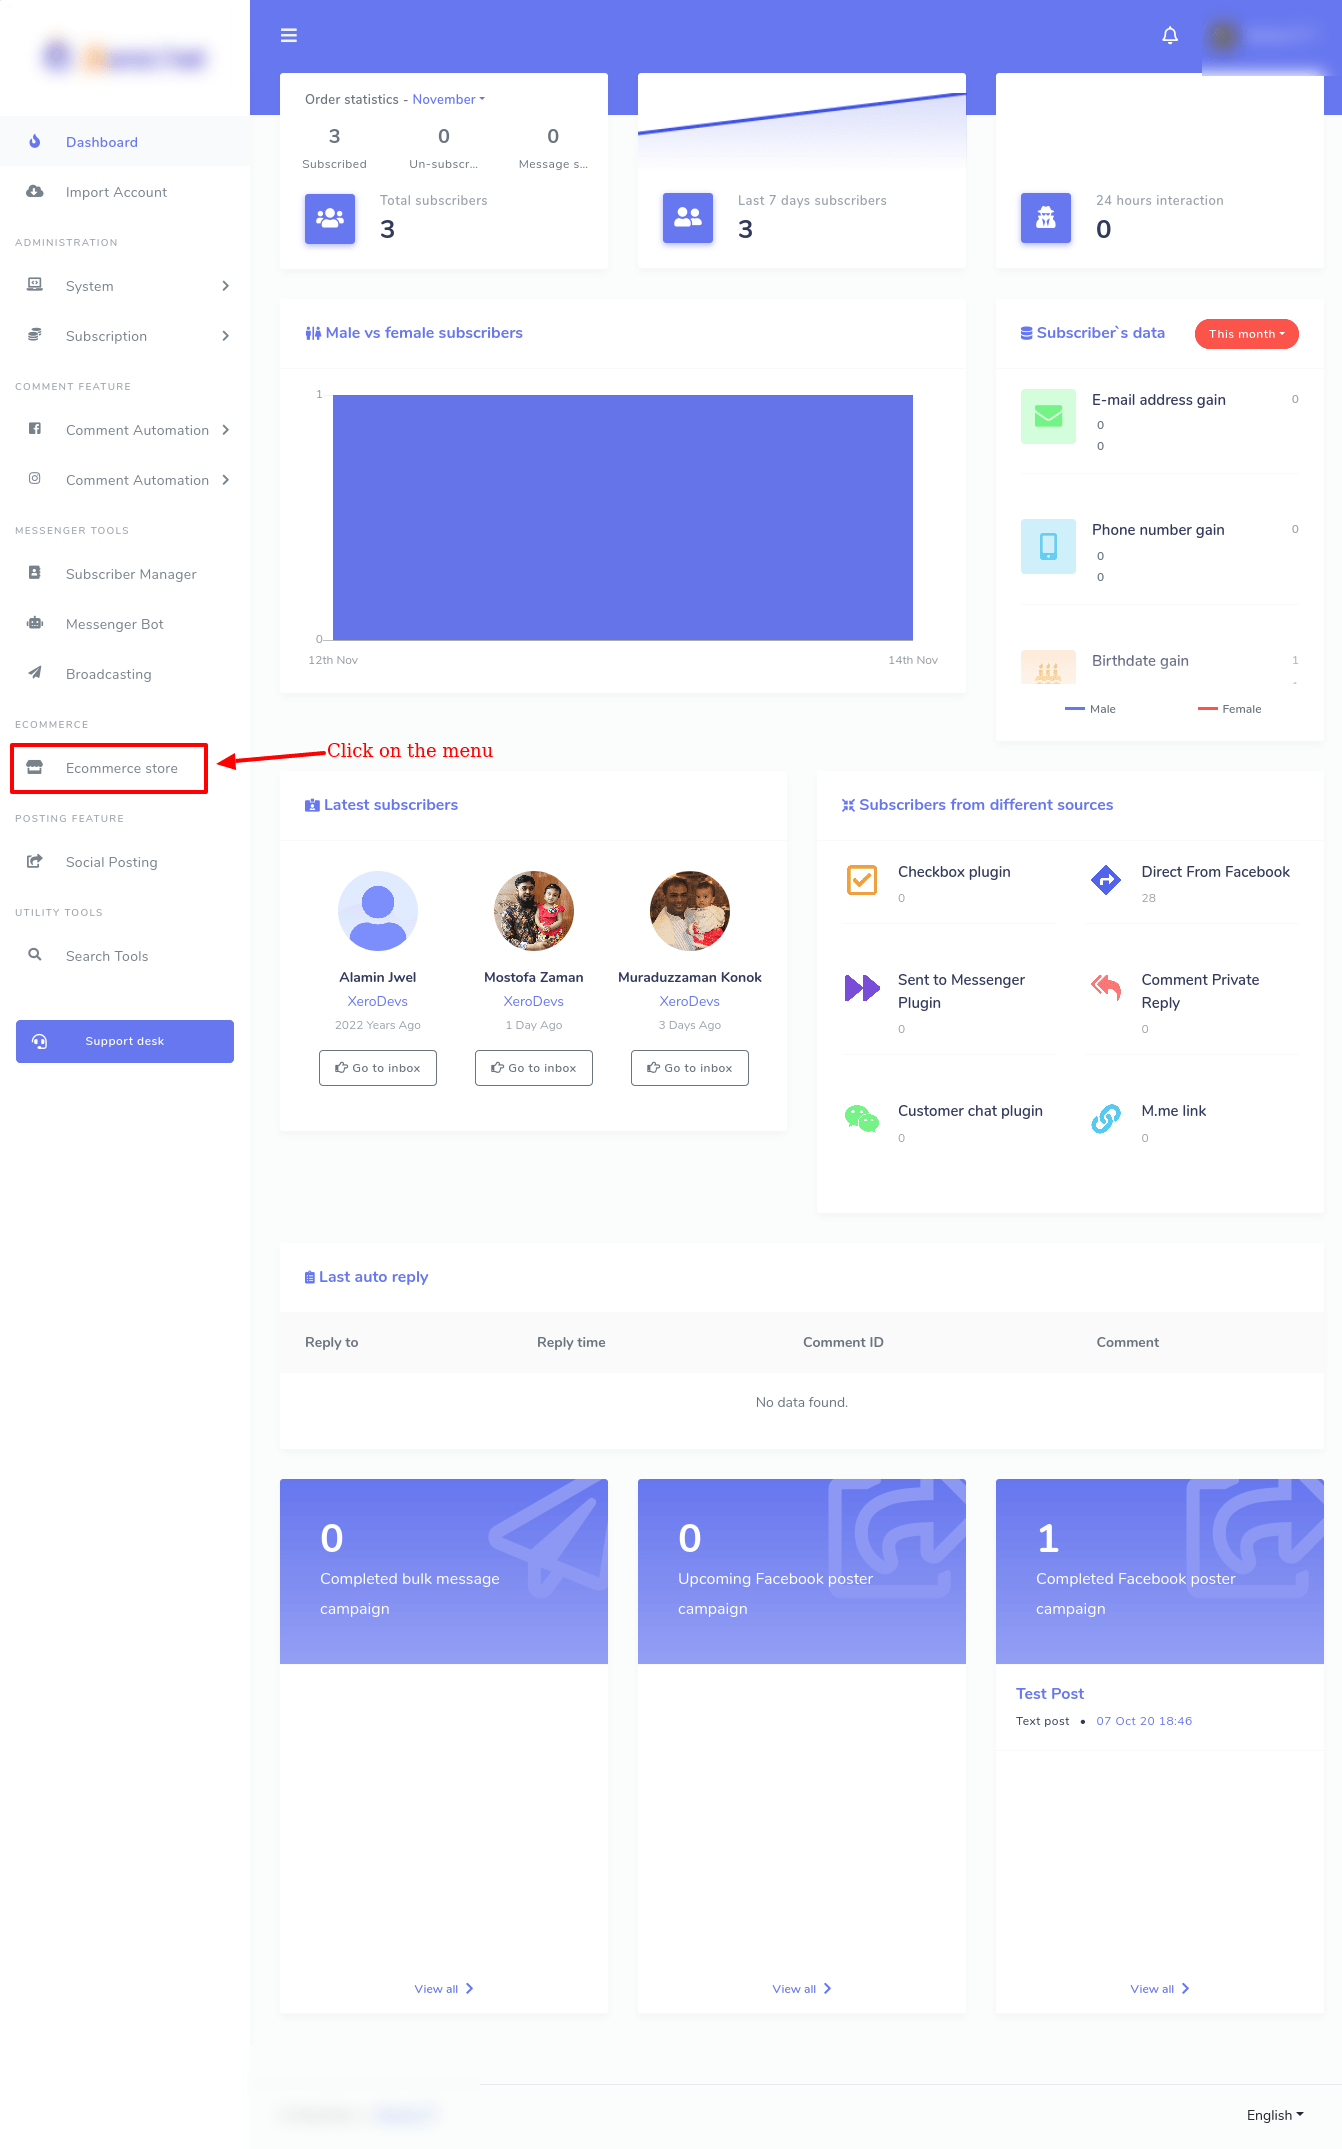 Dashboard
Import Account
ADMINISTRATION
System
Subscription
COMMENT FEATURE
Comment Automation
Comment Automation
MESSENGER TOOLS
Subscriber Manager
Messenger Bot
Broadcasting
ECOMMERCE
Ecommerce store
Click on the menu
POSTING FEATURE
Social Posting
UTILITY TOOLS
Search Tools
Support desk
Order statistics - November
3 0 0
Subscribed Un-subscr... Message s...
Total subscribers
3
Last 7 days subscribers
3
24 hours interaction
0
Male vs female subscribers
1
0
12th Nov 14th Nov
Subscriber`s data This month
E-mail address gain 0
0
0
Phone number gain 0
0
0
Birthdate gain 1
Male Female
Latest subscribers
Alamin Jwel
XeroDevs
2022 Years Ago
Go to inbox
Mostofa Zaman
XeroDevs
1 Day Ago
Go to inbox
Muraduzzaman Konok
XeroDevs
3 Days Ago
Go to inbox
Subscribers from different sources
Checkbox plugin
0
Direct From Facebook
28
Sent to Messenger
Plugin
0
Comment Private
Reply
0
Customer chat plugin
0
M.me link
0
Last auto reply
Reply to Reply time Comment ID Comment
No data found.
0
Completed bulk message
campaign
View all
0
Upcoming Facebook poster
campaign
View all
1
Completed Facebook poster
campaign
Test Post
Text post • 07 Oct 20 18:46
View all
English